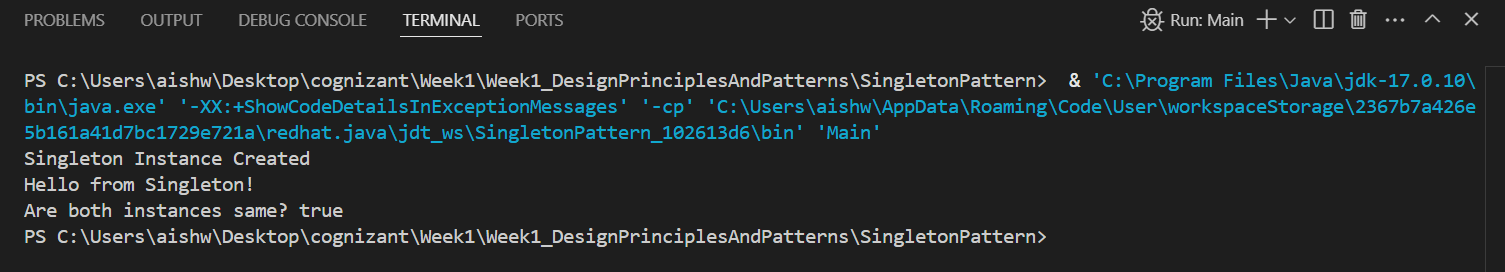 PROBLEMS OUTPUT DEBUG CONSOLE TERMINAL PORTS Run: Main
PS C:\Users\aishw\Desktop\cognizant\Week1\Week1_DesignPrinciplesAndPatterns\SingletonPattern>  & 'C:\Program Files\Java\jdk-17.0.10\
bin\java.exe' '-XX:+ShowCodeDetailsInExceptionMessages' '-cp' 'C:\Users\aishw\AppData\Roaming\Code\User\workspaceStorage\2367b7a426e
5b161a41d7bc1729e721a\redhat.java\jdt_ws\SingletonPattern_102613d6\bin' 'Main'
Singleton Instance Created
Hello from Singleton!
Are both instances same? true
PS C:\Users\aishw\Desktop\cognizant\Week1\Week1_DesignPrinciplesAndPatterns\SingletonPattern>